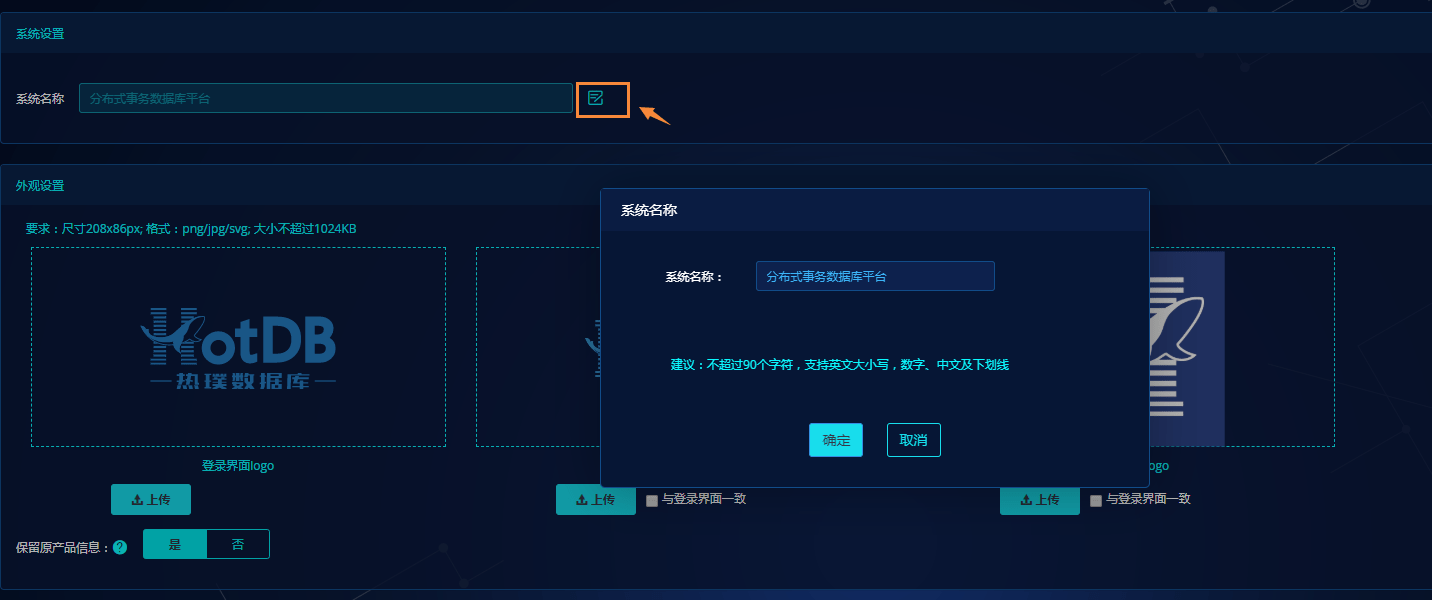 系统设置
系统名称
分布式事务数据库平台
外观设置
要求：尺寸208x86px; 格式：png/jpg/svg; 大小不超过1024KB
HotDB
热璞数据库
登录界面logo
上传
保留原产品信息：
?
是
否
系统名称
系统名称：
分布式事务数据库平台
建议：不超过90个字符，支持英文大小写，数字、中文及下划线
确定
取消
上传
与登录界面一致
ogo
上传
与登录界面一致